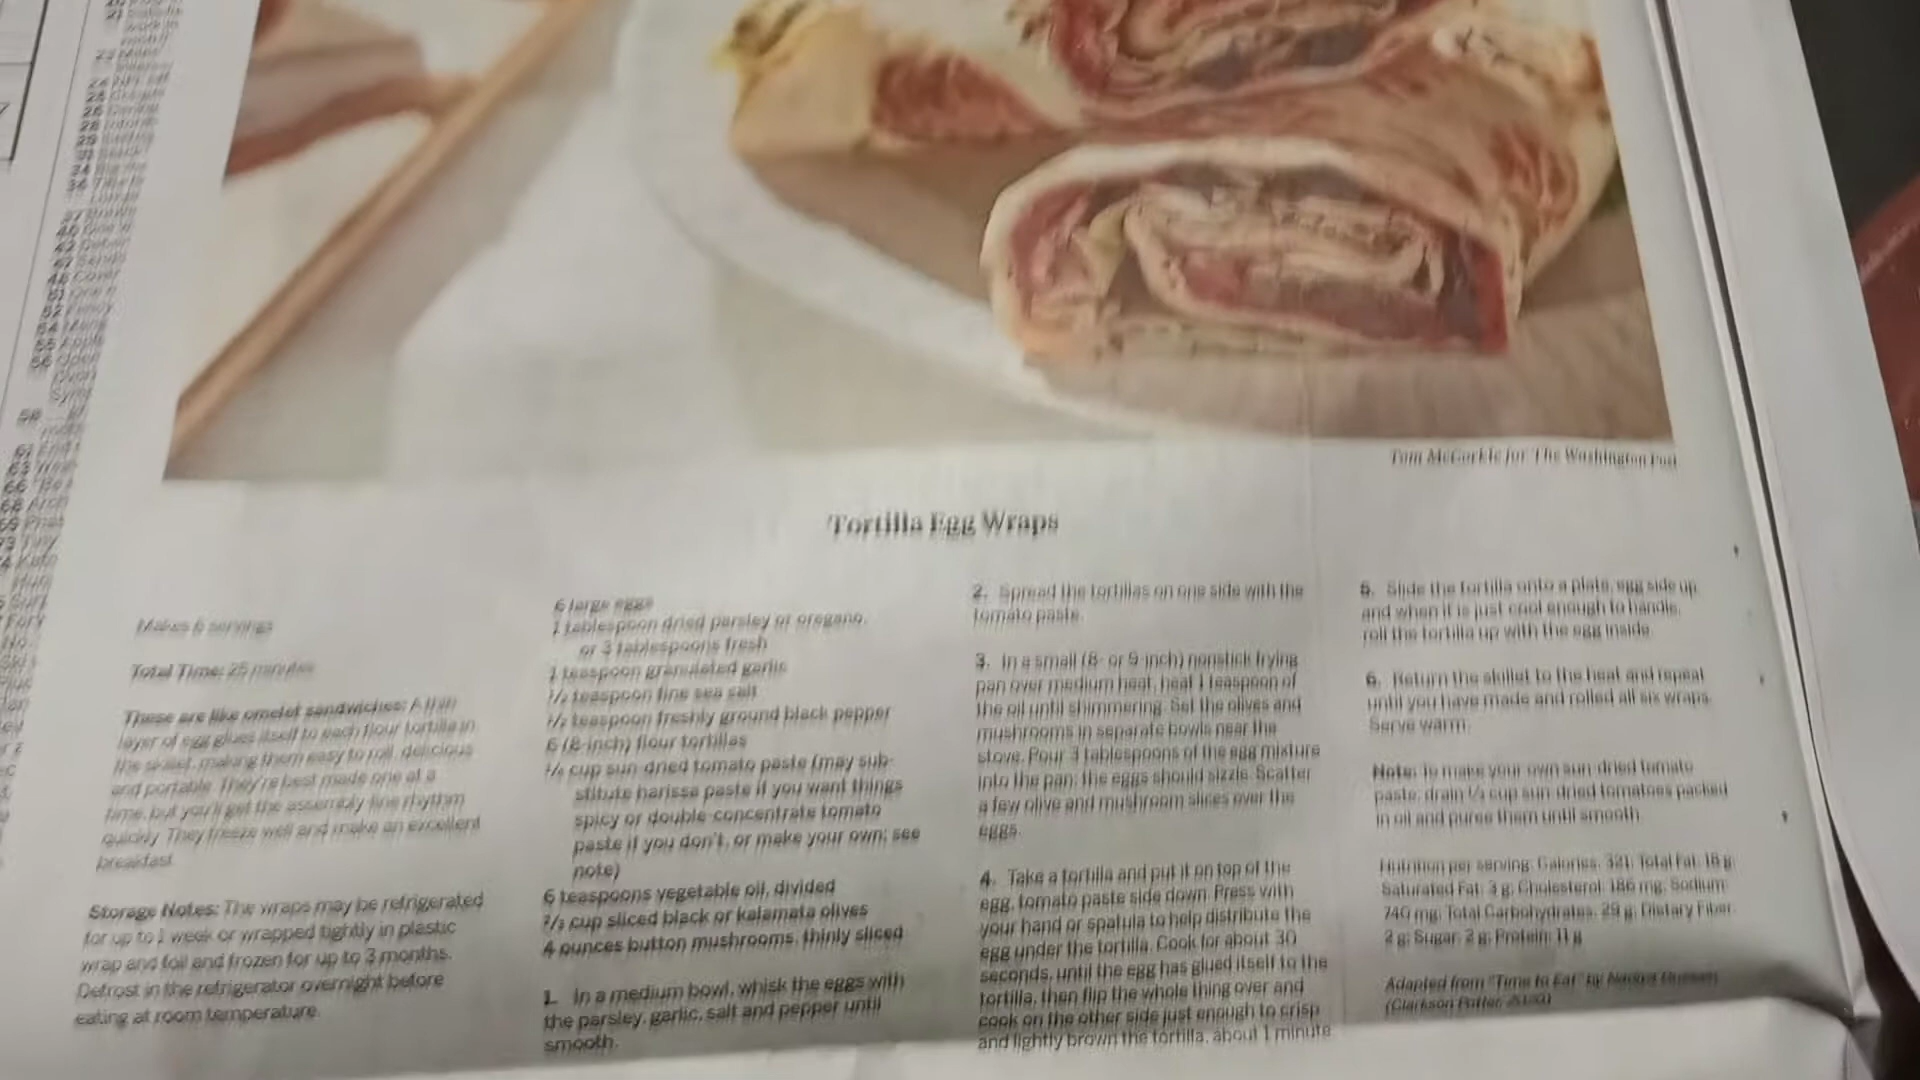 Tom McCorkle for The Washington Post
Tortilla Egg Wraps
Makes 6 servings
Total Time: 25 minutes
These are like omelet sandwiches: A thin
layer of egg glues itself to each flour tortilla in
the skillet, making them easy to roll, delicious
and portable. They're best made one at a
time, but you'll get the assembly-line rhythm
quickly. They freeze well and make an excellent
breakfast.
Storage Notes: The wraps may be refrigerated
for up to 1 week or wrapped tightly in plastic
wrap and foil and frozen for up to 3 months.
Defrost in the refrigerator overnight before
eating at room temperature.
6 large eggs
1 tablespoon dried parsley or oregano,
or 3 tablespoons fresh
1 teaspoon granulated garlic
1/2 teaspoon fine sea salt
1/2 teaspoon freshly ground black pepper
6 (8-inch) flour tortillas
cup sun-dried tomato paste (may sub-
stitute harissa paste if you want things
spicy or double-concentrate tomato
paste if you don't, or make your own; see
note)
6 teaspoons vegetable oil, divided
cup sliced black or kalamata olives
4 ounces button mushrooms, thinly sliced
1. In a medium bowl, whisk the eggs with
the parsley, garlic, salt and pepper until
smooth.
2. Spread the tortillas on one side with the
tomato paste.
3. In a small (8- or 9-inch) nonstick frying
pan over medium heat, heat 1 teaspoon of
the oil until shimmering. Set the olives and
mushrooms in separate bowls near the
stove. Pour 3 tablespoons of the egg mixture
into the pan; the eggs should sizzle. Scatter
a few olive and mushroom slices over the
eggs.
4. Take a tortilla and put it on top of the
egg, tomato paste side down. Press with
your hand or spatula to help distribute the
egg under the tortilla. Cook for about 30
seconds, until the egg has glued itself to the
tortilla, then flip the whole thing over and
cook on the other side just enough to crisp
and lightly brown the tortilla, about 1 minute
5. Slide the tortilla onto a plate, egg side up
and when it is just cool enough to handle,
roll the tortilla up with the egg inside.
6. Return the skillet to the heat and repeat
until you have made and rolled all six wraps.
Serve warm.
Note: To make your own sun-dried tomato
paste, drain cup sun-dried tomatoes packed
in oil and puree them until smooth.
Nutrition per serving: Calories: 321; Total Fat: 18 g;
Saturated Fat: 3 g; Cholesterol: 186 mg; Sodium:
740 mg; Total Carbohydrates: 29 g; Dietary Fiber:
2 g; Sugar: 2 g; Protein: 11 g
Adapted from "Time to Eat" by Nadiya Hussain
(Clarkson Potter, 2020)